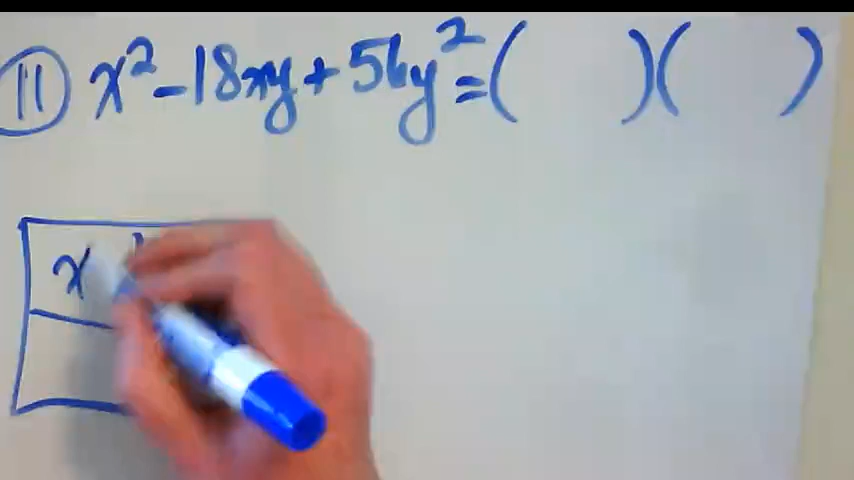 11 x² - 18xy + 56y² = ( )( )
x